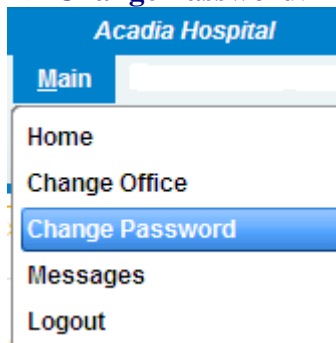 Acadia Hospital
Main
Home
Change Office
Change Password
Messages
Logout